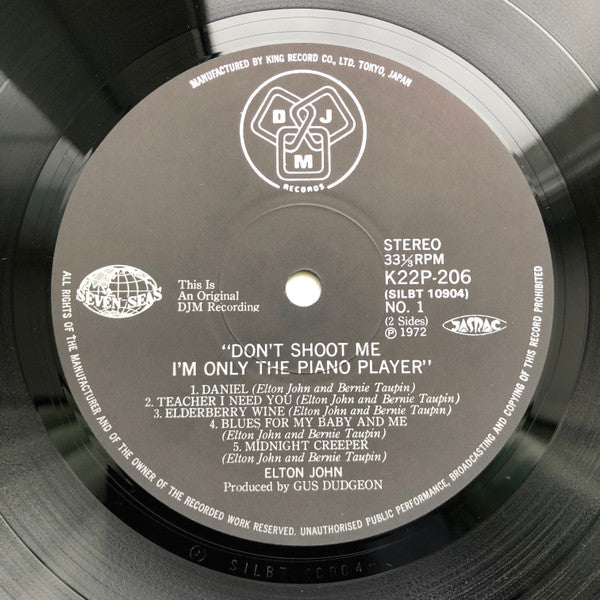 MANUFACTURED BY KING RECORD CO., LTD. TOKYO, JAPAN
DJM
RECORDS
STEREO
33⅓RPM
K22P-206
(SILBT 10904)
NO. 1
(2 Sides)
Ⓟ 1972
JASRAC
SEVEN SEAS
This Is
An Original
DJM Recording
"DON'T SHOOT ME
I'M ONLY THE PIANO PLAYER"
1. DANIEL (Elton John and Bernie Taupin)
2. TEACHER I NEED YOU (Elton John and Bernie Taupin)
3. ELDERBERRY WINE (Elton John and Bernie Taupin)
4. BLUES FOR MY BABY AND ME
(Elton John and Bernie Taupin)
5. MIDNIGHT CREEPER
(Elton John and Bernie Taupin)
ELTON JOHN
Produced by GUS DUDGEON
ALL RIGHTS OF THE MANUFACTURER AND OF THE OWNER OF THE RECORDED WORK RESERVED. UNAUTHORISED PUBLIC PERFORMANCE, BROADCASTING AND COPYING OF THIS RECORD PROHIBITED
SILBT 10904